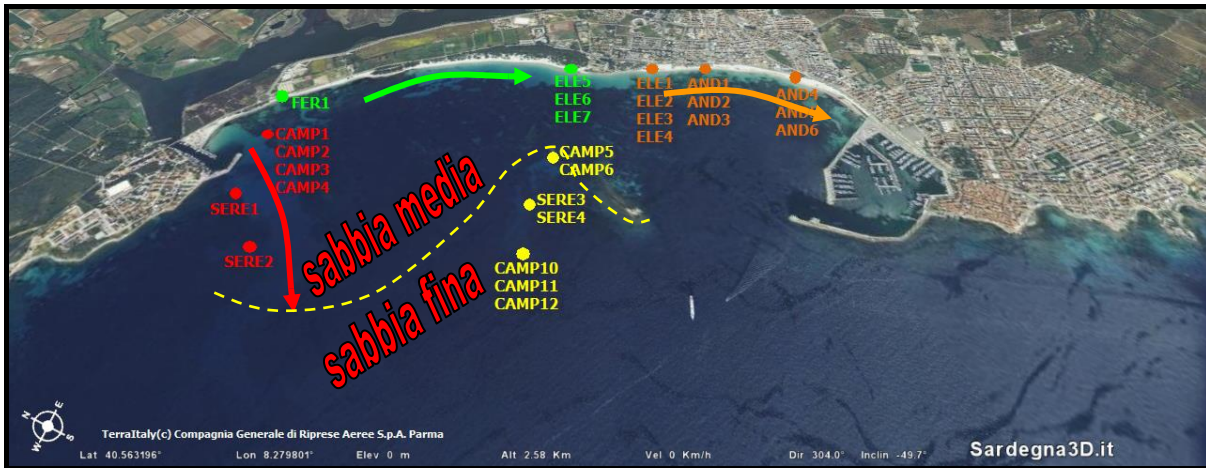 FER1
CAMP1
CAMP2
CAMP3
CAMP4
SERE1
SERE2
ELE5
ELE6
ELE7
ELE1
ELE2
ELE3
ELE4
AND1
AND2
AND3
AND4
AND6
CAMP5
CAMP6
SERE3
SERE4
CAMP10
CAMP11
CAMP12
sabbia media
sabbia fina
N
E
S
W
TerraItaly(c) Compagnia Generale di Riprese Aeree S.p.A. Parma
Lat 40.563196° Lon 8.279801° Elev 0 m Alt 2.58 Km Vel 0 Km/h Dir 304.0° Inclin -49.7°
Sardegna3D.it